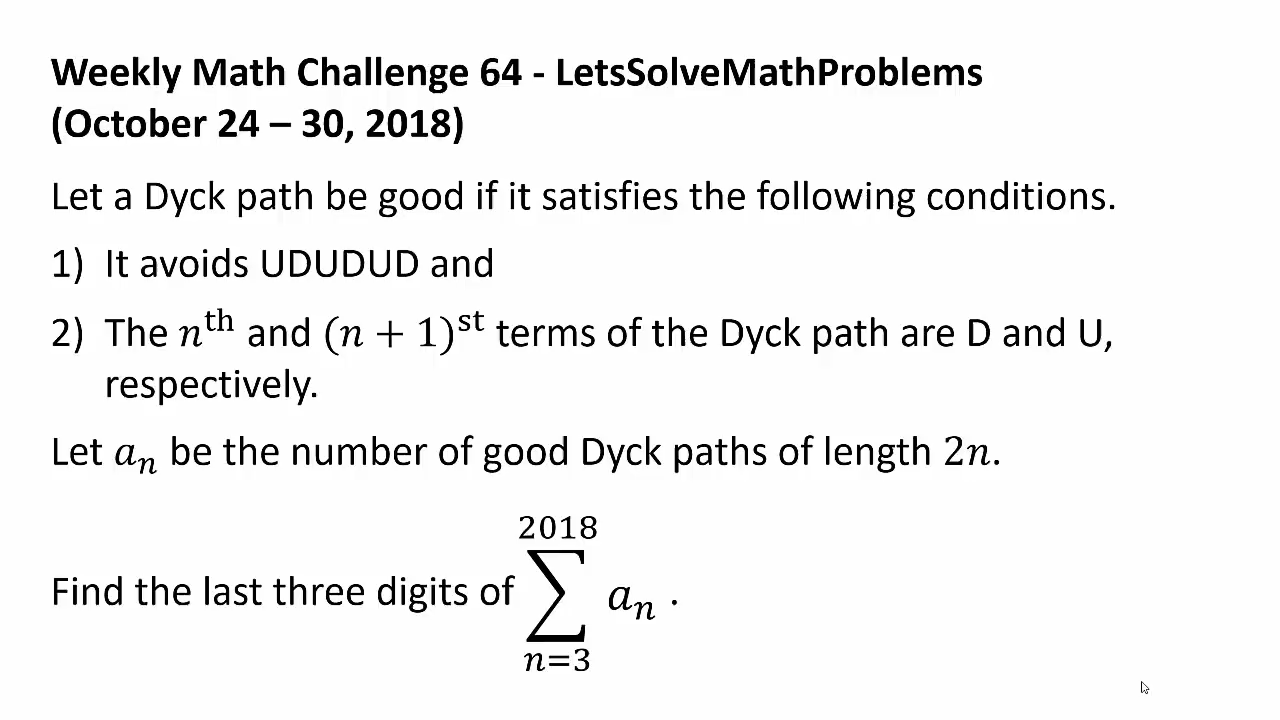 Weekly Math Challenge 64 - LetsSolveMathProblems
(October 24 – 30, 2018)
Let a Dyck path be good if it satisfies the following conditions.
1) It avoids UDUDUD and
2) The nᵗʰ and (n + 1)ˢᵗ terms of the Dyck path are D and U,
respectively.
Let aₙ be the number of good Dyck paths of length 2n.
2018
Find the last three digits of ∑ aₙ .
n=3